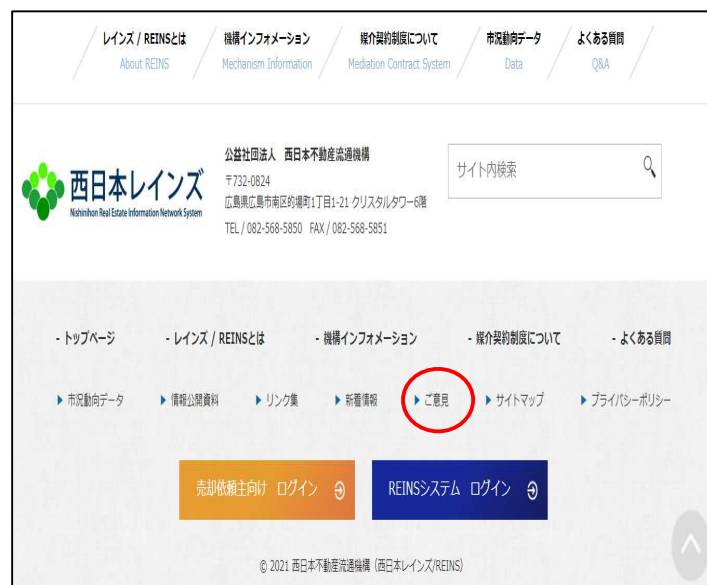 レインズ / REINSとは 機構インフォメーション 媒介契約制度について 市況動向データ よくある質問
About REINS Mechanism Information Mediation Contract System Data Q&A
西日本レインズ
Nishinihon Real Estate Information Network System
公益社団法人 西日本不動産流通機構
〒732-0824
広島県広島市南区的場町1丁目1-21 クリスタルタワー6階
TEL / 082-568-5850 FAX / 082-568-5851
サイト内検索
- トップページ - レインズ / REINSとは - 機構インフォメーション - 媒介契約制度について - よくある質問
市況動向データ 情報公開資料 リンク集 新着情報 ご意見 サイトマップ プライバシーポリシー
売却依頼主向け ログイン REINSシステム ログイン
© 2021 西日本不動産流通機構 (西日本レインズ/REINS)